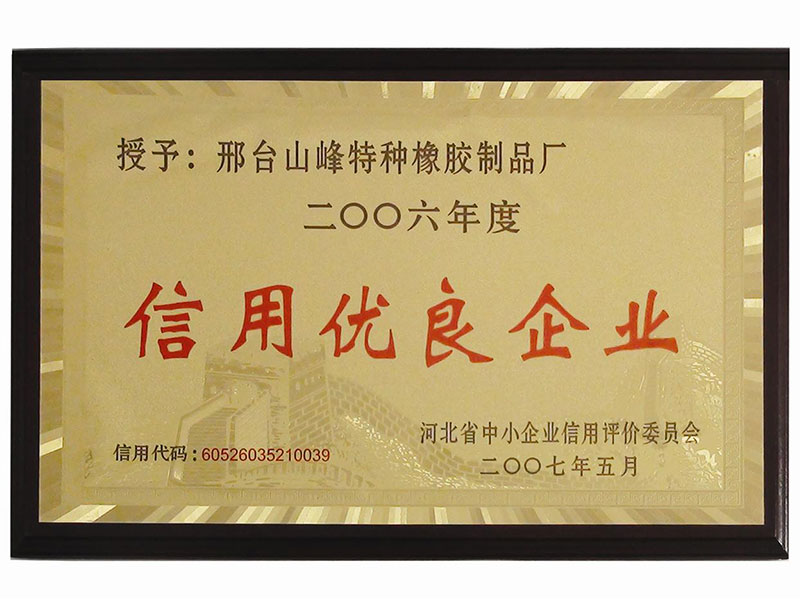 授予：邢台山峰特种橡胶制品厂
二〇〇六年度
信用优良企业
信用代码：60526035210039
河北省中小企业信用评价委员会
二〇〇七年五月